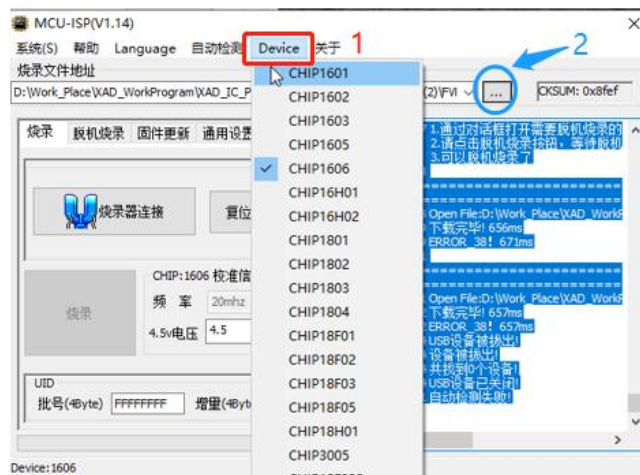 MCU-ISP(V1.14)
系统(S) 帮助 Language 自动检测 Device 关于 1
2
烧录文件地址
D:\Work_Place\XAD_WorkProgram\XAD_IC_P
(2)\FVI
...
CKSUM: 0x8fef
烧录 脱机烧录 固件更新 通用设置
烧录器连接
复位
CHIP:1606 校准信
烧录
频 率 20mhz
4.5v电压 4.5
UID
批号(4Byte) FFFFFFFF 增量(4Byt
Device:1606
CHIP1601
CHIP1602
CHIP1603
CHIP1605
CHIP1606
CHIP16H01
CHIP16H02
CHIP1801
CHIP1802
CHIP1803
CHIP1804
CHIP18F01
CHIP18F02
CHIP18F03
CHIP18F05
CHIP18H01
CHIP3005
1.通过对话框打开需要脱机烧录的
2.请点击脱机烧录按钮，等待脱机
3.可以脱机烧录了
==================
==================
Open File:D:\Work_Place\XAD_WorkP
下载完毕! 656ms
ERROR_38! 671ms
==================
==================
Open File:D:\Work_Place\XAD_WorkP
下载完毕! 657ms
ERROR_38! 657ms
USB设备被拔出!
设备被拔出!
共找到0个设备!
USB设备已关闭!
自动检测失败!